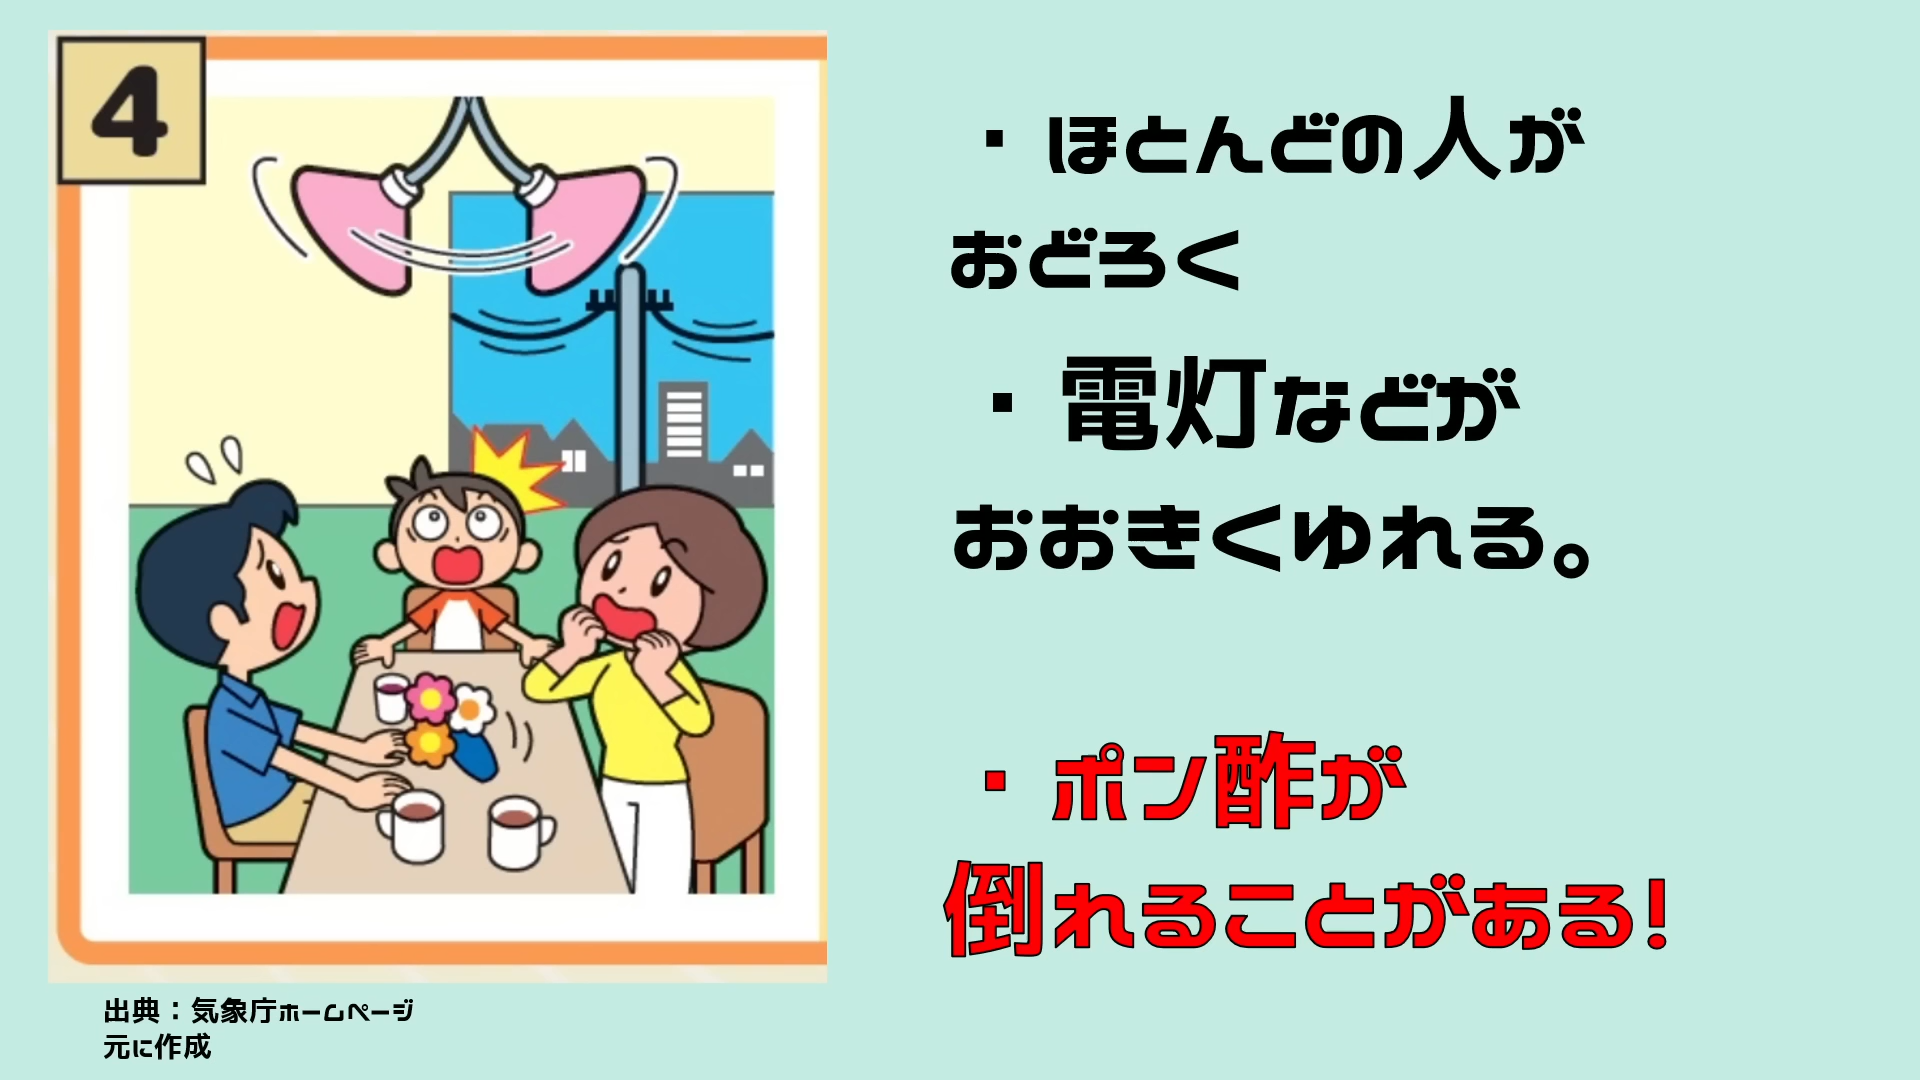 4
・ほとんどの人が
おどろく
・電灯などが
おおきくゆれる。
・ポン酢が
倒れることがある!
出典：気象庁ホームページ
元に作成